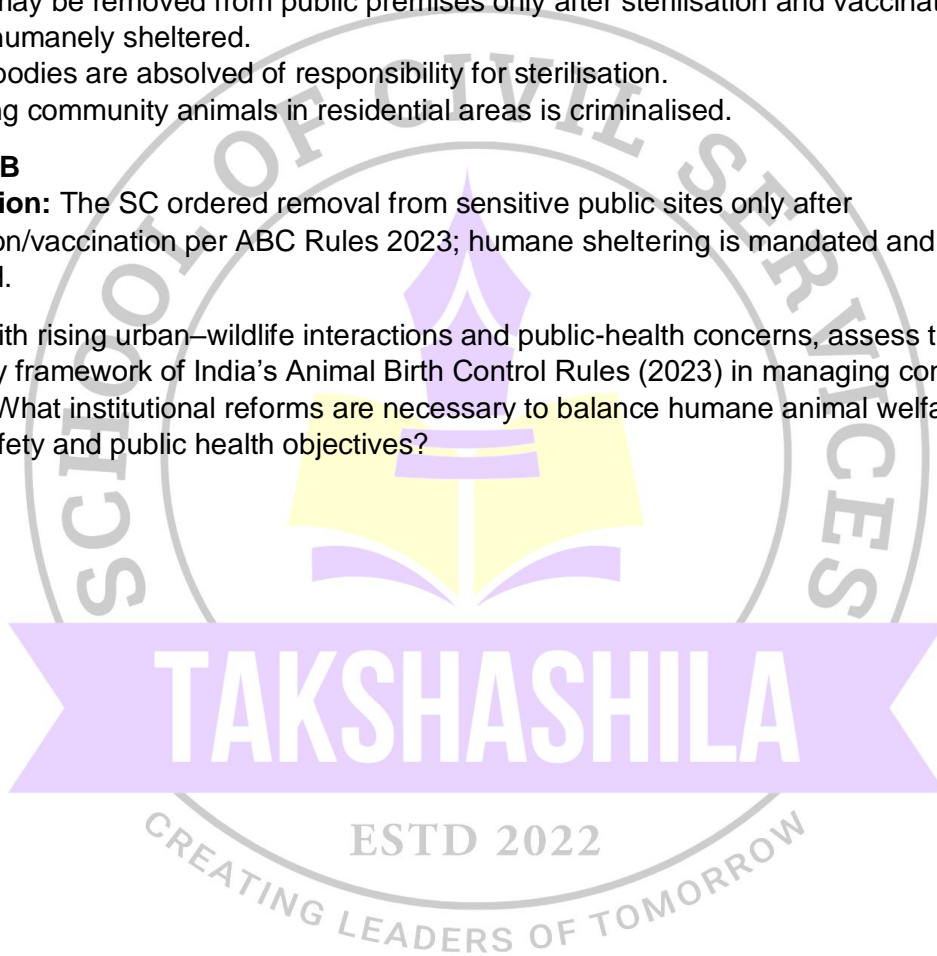 may be removed from public premises only after sterilisation and vaccinat
humanely sheltered.
bodies are absolved of responsibility for sterilisation.
ng community animals in residential areas is criminalised.
B
ion: The SC ordered removal from sensitive public sites only after
on/vaccination per ABC Rules 2023; humane sheltering is mandated and
d.
ith rising urban–wildlife interactions and public-health concerns, assess t
y framework of India's Animal Birth Control Rules (2023) in managing con
What institutional reforms are necessary to balance humane animal welfa
fety and public health objectives?
SCHOOL OF CIVIL SERVICES
TAKSHASHILA
ESTD 2022
CREATING LEADERS OF TOMORROW